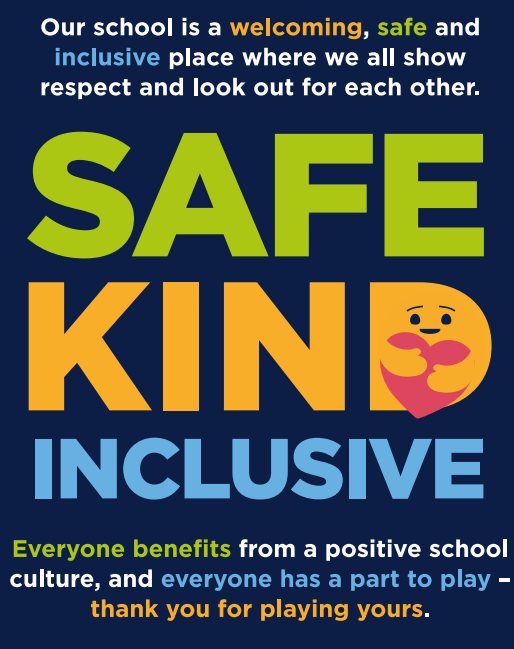 Our school is a welcoming, safe and
inclusive place where we all show
respect and look out for each other.
SAFE
KIND
INCLUSIVE
Everyone benefits from a positive school
culture, and everyone has a part to play –
thank you for playing yours.